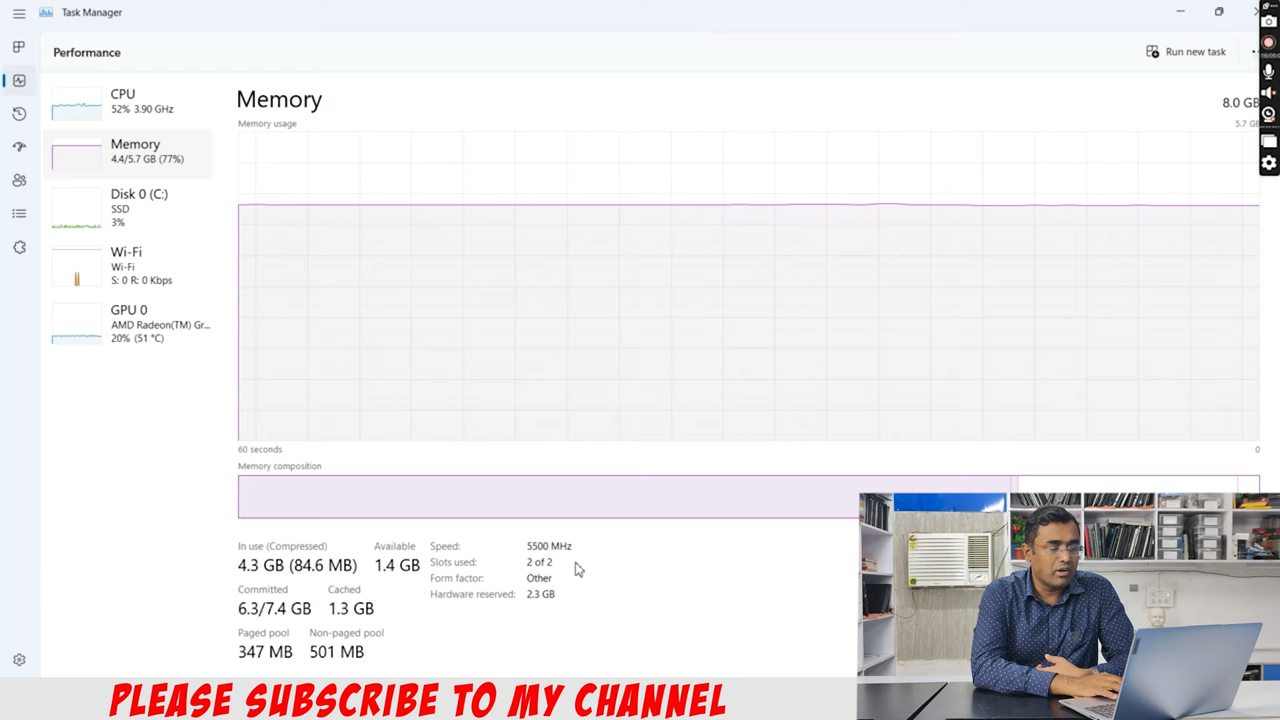 Task Manager
Performance
Run new task
CPU
52% 3.90 GHz
Memory
4.4/5.7 GB (77%)
Disk 0 (C:)
SSD
3%
Wi-Fi
Wi-Fi
S: 0 R: 0 Kbps
GPU 0
AMD Radeon(TM) Gr...
20% (51 °C)
Memory
8.0 GB
Memory usage
5.7 GB
60 seconds
0
Memory composition
In use (Compressed)
4.3 GB (84.6 MB)
Available
1.4 GB
Committed
6.3/7.4 GB
Cached
1.3 GB
Paged pool
347 MB
Non-paged pool
501 MB
Speed: 5500 MHz
Slots used: 2 of 2
Form factor: Other
Hardware reserved: 2.3 GB
PLEASE SUBSCRIBE TO MY CHANNEL